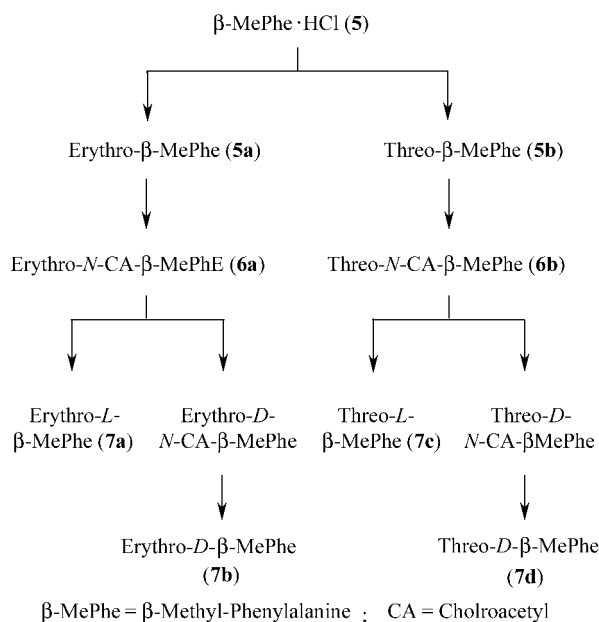 β-MePhe·HCl (5)
Erythro-β-MePhe (5a)
Threo-β-MePhe (5b)
Erythro-N-CA-β-MePhE (6a)
Threo-N-CA-β-MePhe (6b)
Erythro-L-
β-MePhe (7a)
Erythro-D-
N-CA-β-MePhe
Threo-L-
β-MePhe (7c)
Threo-D-
N-CA-βMePhe
Erythro-D-β-MePhe
(7b)
Threo-D-β-MePhe
(7d)
β-MePhe = β-Methyl-Phenylalanine ; CA = Cholroacetyl